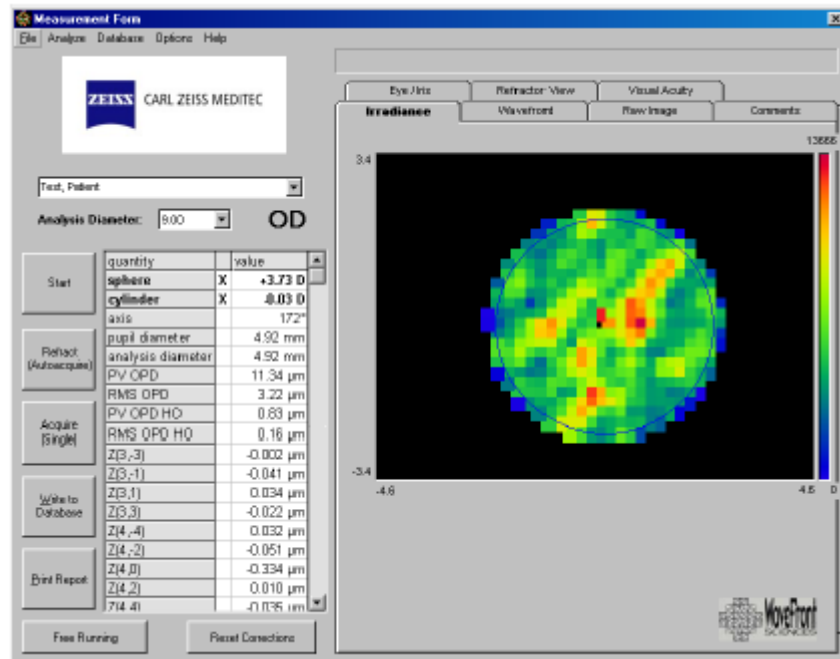 Measurement Form
File Analyze Database Options Help
ZEISS CARL ZEISS MEDITEC
Test, Patient
Analysis Diameter: 9.00 OD
Start
Refract
(Autoacquire)
Acquire
(Single)
Write to
Database
Print Report
quantity value
sphere X +3.73 D
cylinder X -0.03 D
axis 172°
pupil diameter 4.92 mm
analysis diameter 4.92 mm
PV OPD 11.34 µm
RMS OPD 3.22 µm
PV OPD HO 0.83 µm
RMS OPD HO 0.16 µm
Z(3,-3) -0.002 µm
Z(3,-1) -0.041 µm
Z(3,1) 0.034 µm
Z(3,3) -0.022 µm
Z(4,-4) 0.032 µm
Z(4,-2) -0.051 µm
Z(4,0) -0.334 µm
Z(4,2) 0.010 µm
Z(4,4) -0.035 µm
Free Running Reset Corrections
Eye /Iris Refractor View Visual Acuity
Irradiance Wavefront Raw Image Comments
13666
3.4
-3.4
-4.6 4.6 0
WaveFront
SCIENCES